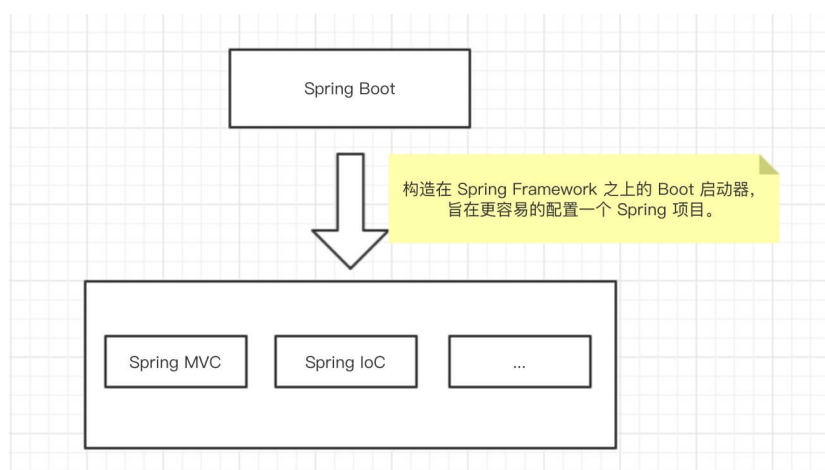 Spring Boot
构造在 Spring Framework 之上的 Boot 启动器，
旨在更容易的配置一个 Spring 项目。
Spring MVC
Spring IoC
...